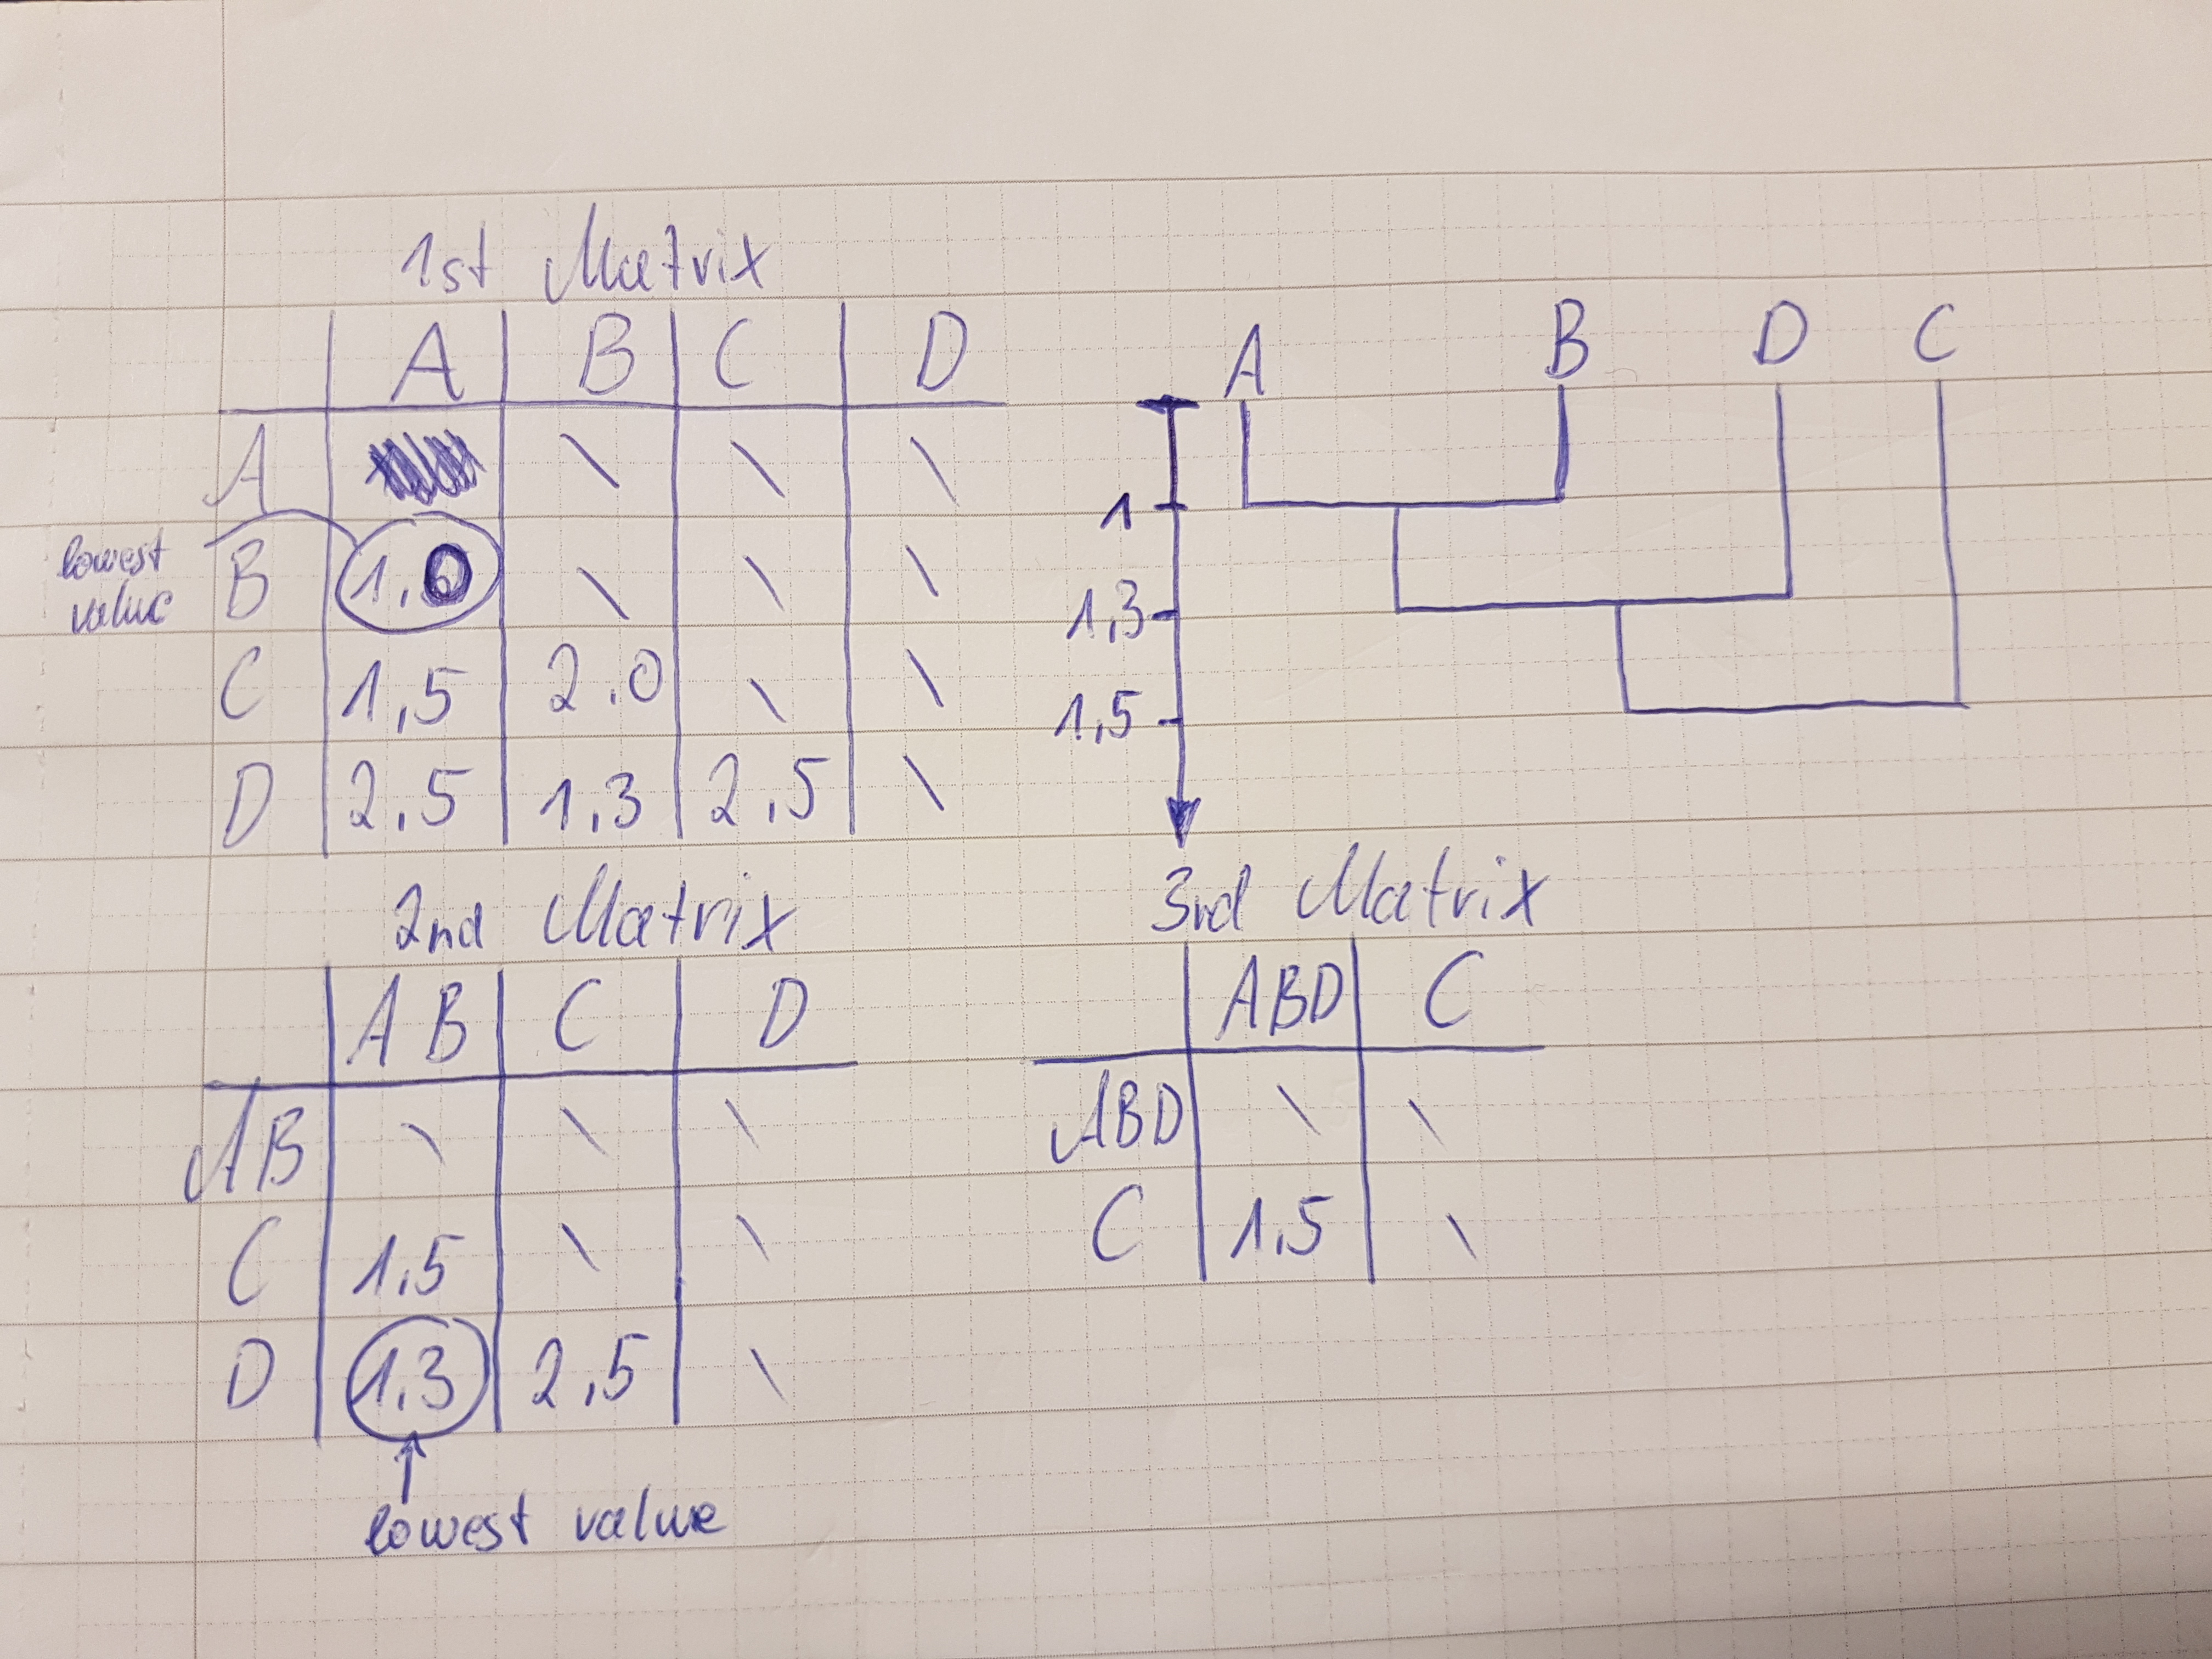 1st Matrix
A B C D
A \ \ \
lowest value
B 1,0 \ \ \
C 1,5 2.0 \ \
D 2,5 1,3 2,5 \
A B D C
1
1,3
1,5
2nd Matrix
AB C D
AB \ \ \
C 1,5 \ \
D 1,3 2,5 \
lowest value
3rd Matrix
ABD C
ABD \ \
C 1,5 \